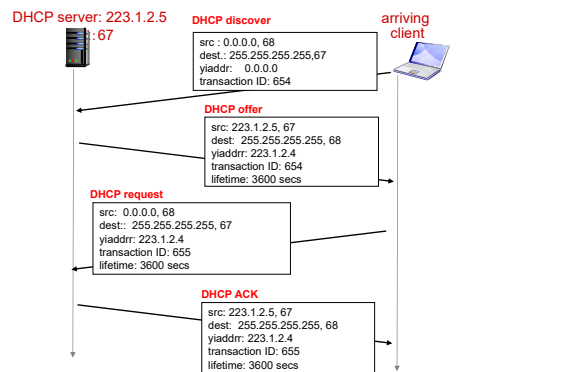 DHCP server: 223.1.2.5
: 67
DHCP discover
src : 0.0.0.0, 68
dest.: 255.255.255.255,67
yiaddr: 0.0.0.0
transaction ID: 654
arriving
client
DHCP offer
src: 223.1.2.5, 67
dest: 255.255.255.255, 68
yiaddrr: 223.1.2.4
transaction ID: 654
lifetime: 3600 secs
DHCP request
src: 0.0.0.0, 68
dest:: 255.255.255.255, 67
yiaddrr: 223.1.2.4
transaction ID: 655
lifetime: 3600 secs
DHCP ACK
src: 223.1.2.5, 67
dest: 255.255.255.255, 68
yiaddrr: 223.1.2.4
transaction ID: 655
lifetime: 3600 secs